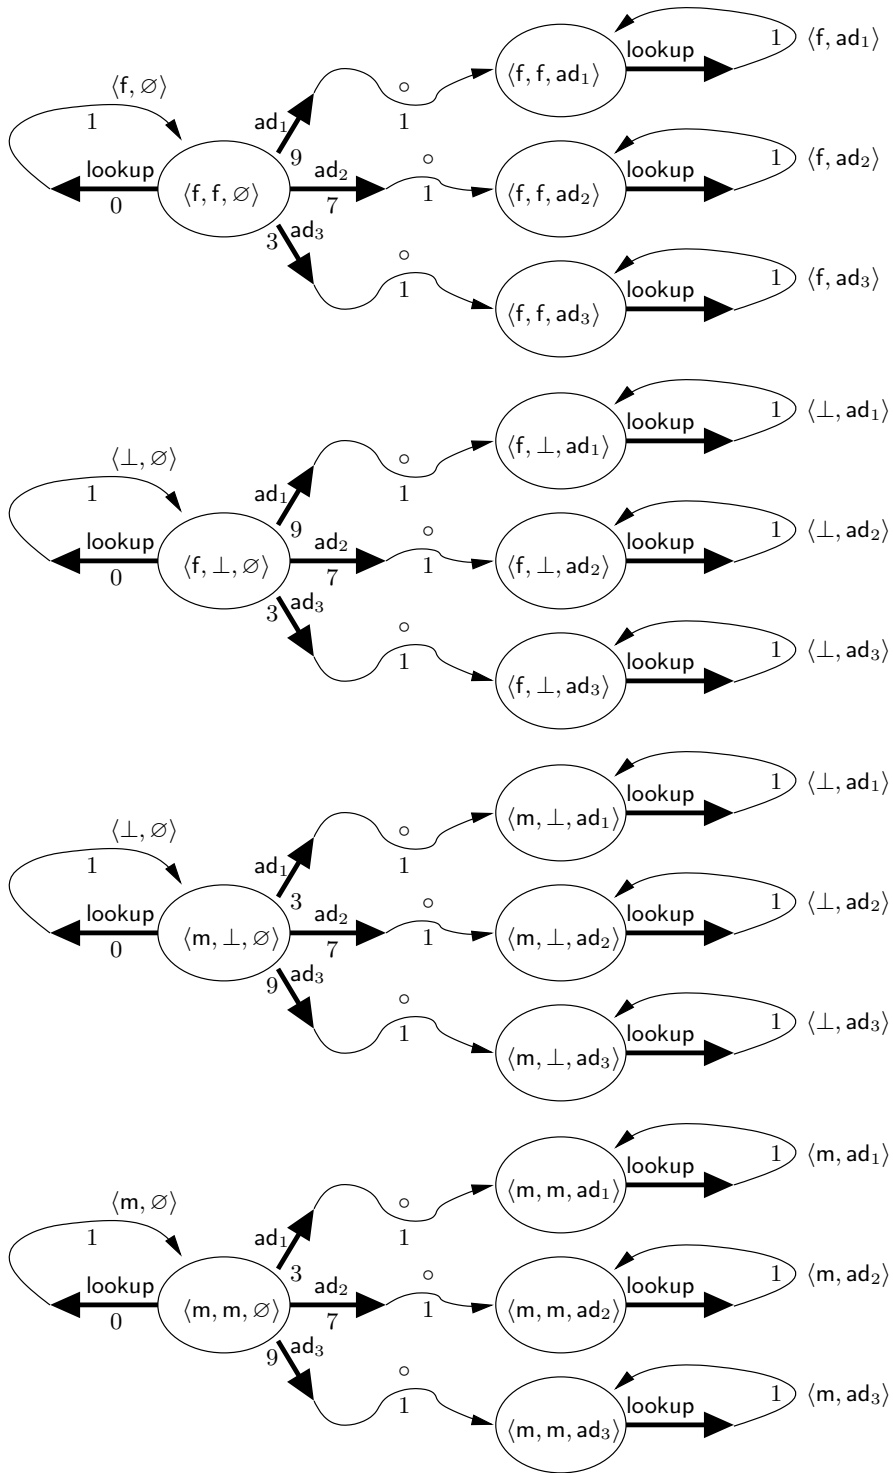 lookup
1
⟨f, ad₁⟩
⟨f, f, ad₁⟩
⟨f, ∅⟩
1
ad₁
9
∘
1
lookup
0
⟨f, f, ∅⟩
ad₂
7
∘
1
⟨f, f, ad₂⟩
lookup
1
⟨f, ad₂⟩
3
ad₃
∘
1
⟨f, f, ad₃⟩
lookup
1
⟨f, ad₃⟩
lookup
1
⟨⊥, ad₁⟩
⟨f, ⊥, ad₁⟩
⟨⊥, ∅⟩
1
ad₁
9
∘
1
lookup
0
⟨f, ⊥, ∅⟩
ad₂
7
∘
1
⟨f, ⊥, ad₂⟩
lookup
1
⟨⊥, ad₂⟩
3
ad₃
∘
1
⟨f, ⊥, ad₃⟩
lookup
1
⟨⊥, ad₃⟩
lookup
1
⟨⊥, ad₁⟩
⟨m, ⊥, ad₁⟩
⟨⊥, ∅⟩
1
ad₁
3
∘
1
lookup
0
⟨m, ⊥, ∅⟩
ad₂
7
∘
1
⟨m, ⊥, ad₂⟩
lookup
1
⟨⊥, ad₂⟩
9
ad₃
∘
1
⟨m, ⊥, ad₃⟩
lookup
1
⟨⊥, ad₃⟩
lookup
1
⟨m, ad₁⟩
⟨m, m, ad₁⟩
⟨m, ∅⟩
1
ad₁
3
∘
1
lookup
0
⟨m, m, ∅⟩
ad₂
7
∘
1
⟨m, m, ad₂⟩
lookup
1
⟨m, ad₂⟩
9
ad₃
∘
1
⟨m, m, ad₃⟩
lookup
1
⟨m, ad₃⟩